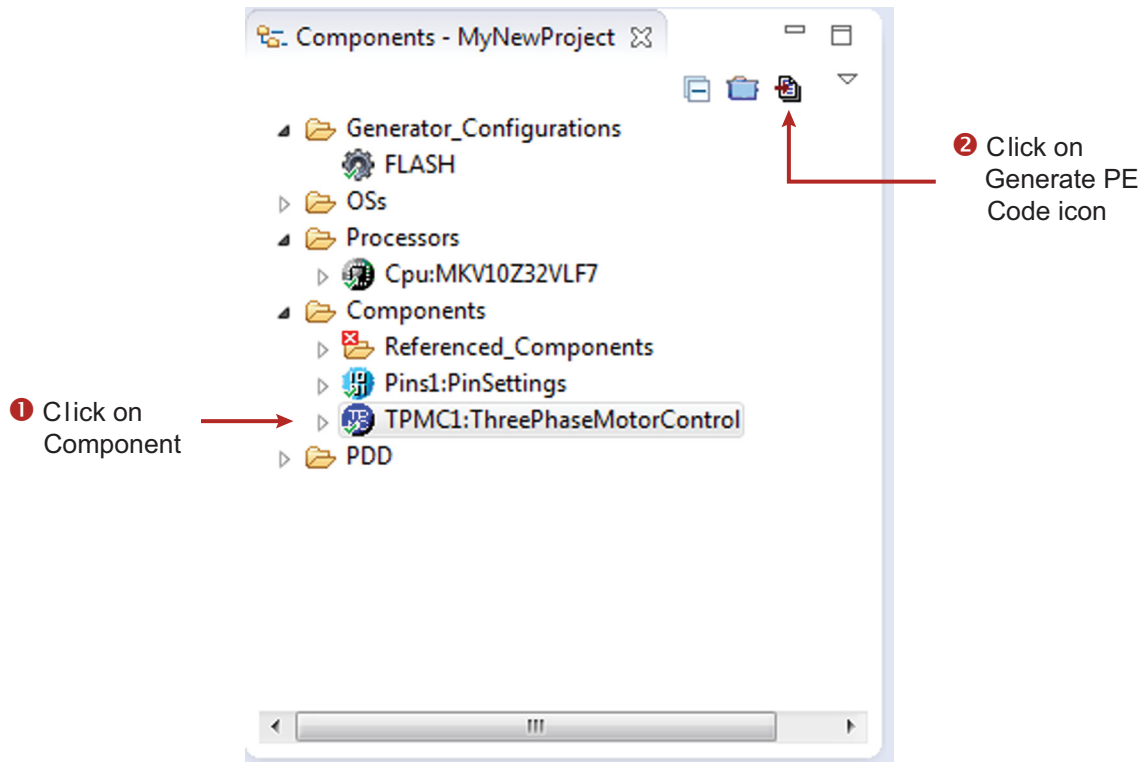 Components - MyNewProject
Generator_Configurations
FLASH
OSs
Processors
Cpu:MKV10Z32VLF7
Components
Referenced_Components
Pins1:PinSettings
TPMC1:ThreePhaseMotorControl
PDD
❶ Click on
Component
❷ Click on
Generate PE
Code icon